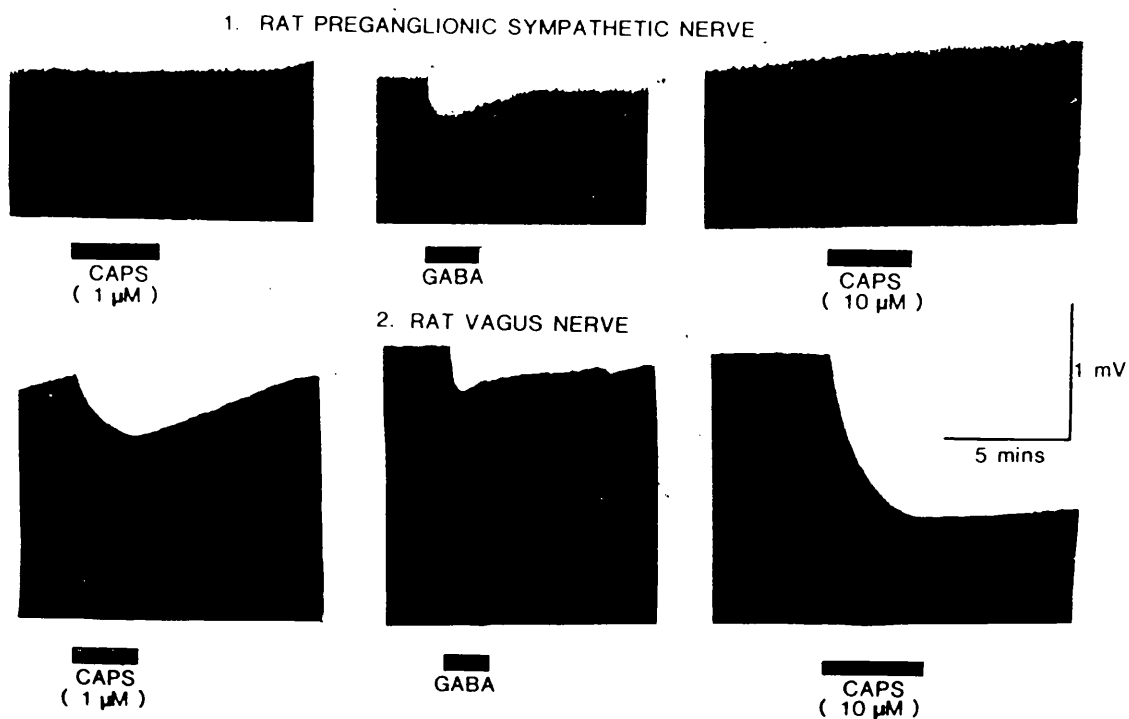 1. RAT PREGANGLIONIC SYMPATHETIC NERVE
CAPS
( 1 µM )
GABA
CAPS
( 10 µM )
2. RAT VAGUS NERVE
1 mV
5 mins
CAPS
( 1 µM )
GABA
CAPS
( 10 µM )